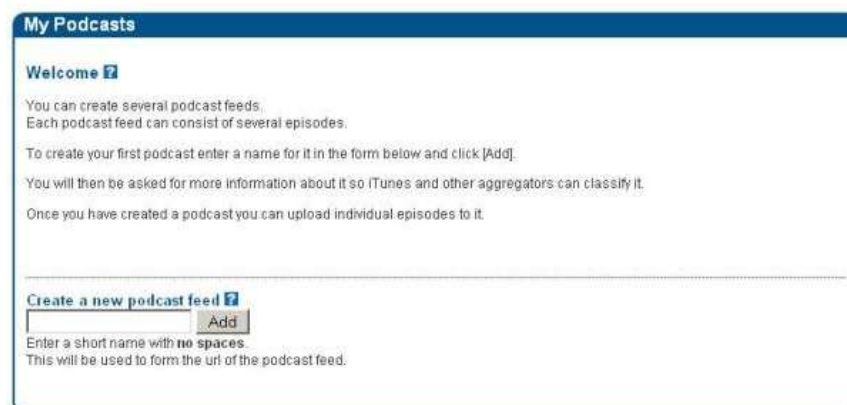 My Podcasts
Welcome ?
You can create several podcast feeds.
Each podcast feed can consist of several episodes.
To create your first podcast enter a name for it in the form below and click [Add].
You will then be asked for more information about it so iTunes and other aggregators can classify it.
Once you have created a podcast you can upload individual episodes to it.
Create a new podcast feed ?
Add
Enter a short name with no spaces.
This will be used to form the url of the podcast feed.